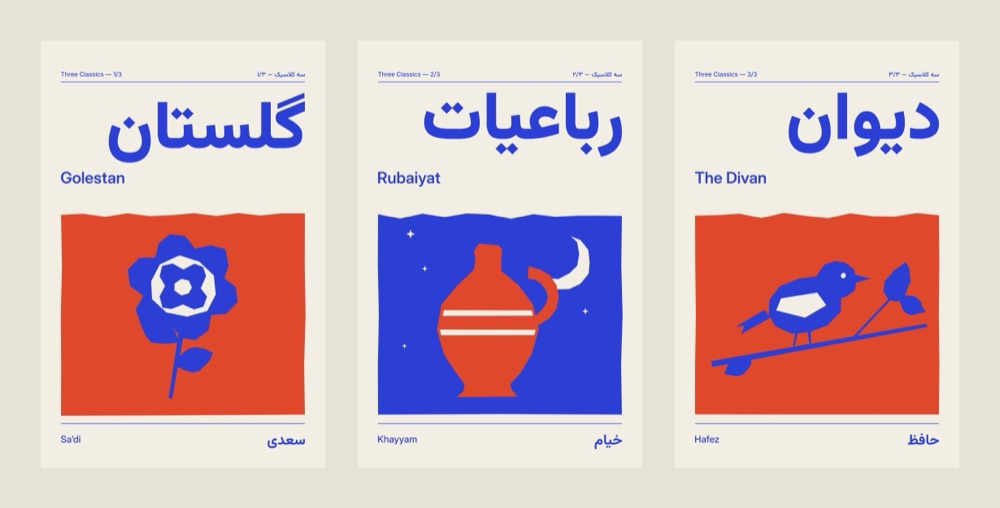 Three Classics — 1/3
سه کلاسیک — ۱/۳
گلستان
Golestan
Sa'di
سعدی
Three Classics — 2/3
سه کلاسیک — ۲/۳
رباعیات
Rubaiyat
Khayyam
خیام
Three Classics — 3/3
سه کلاسیک — ۳/۳
دیوان
The Divan
Hafez
حافظ